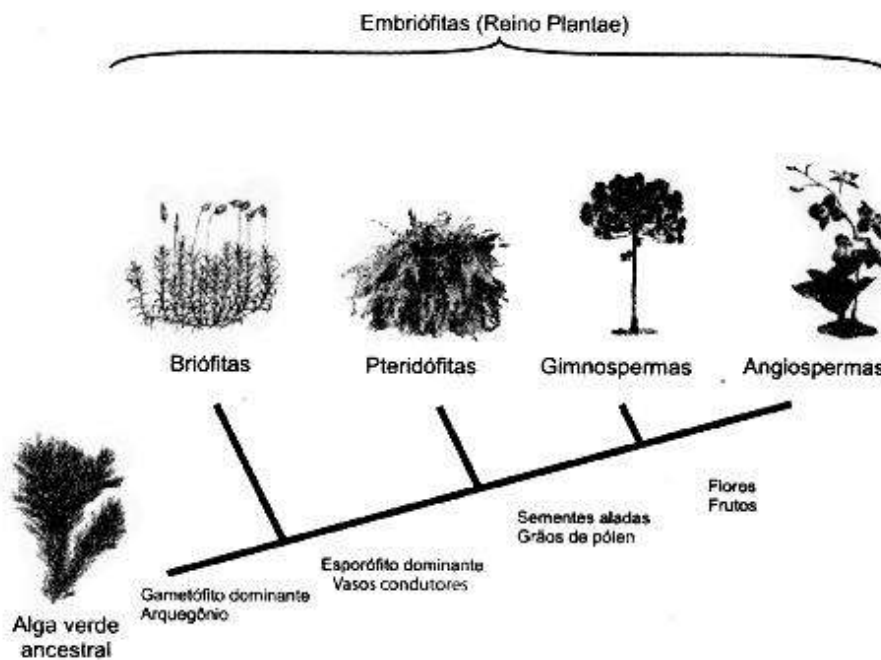 Embriófitas (Reino Plantae)
Briófitas
Pteridófitas
Gimnospermas
Angiospermas
Flores
Frutos
Sementes aladas
Grãos de pólen
Esporófito dominante
Vasos condutores
Gametófito dominante
Arquegônio
Alga verde
ancestral